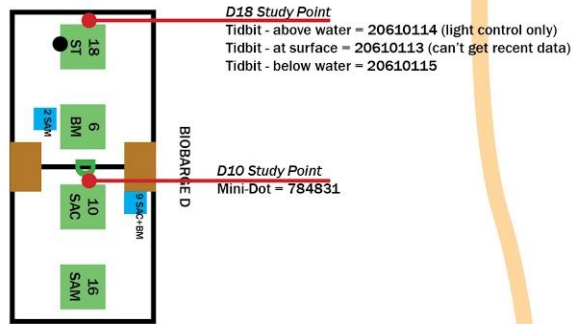 D18 Study Point
Tidbit - above water = 20610114 (light control only)
Tidbit - at surface = 20610113 (can't get recent data)
Tidbit - below water = 20610115
18
ST
2 SAM
6
BM
BIOBARGE D
D
D10 Study Point
Mini-Dot = 784831
10
SAC
9 SAC+BM
16
SAM